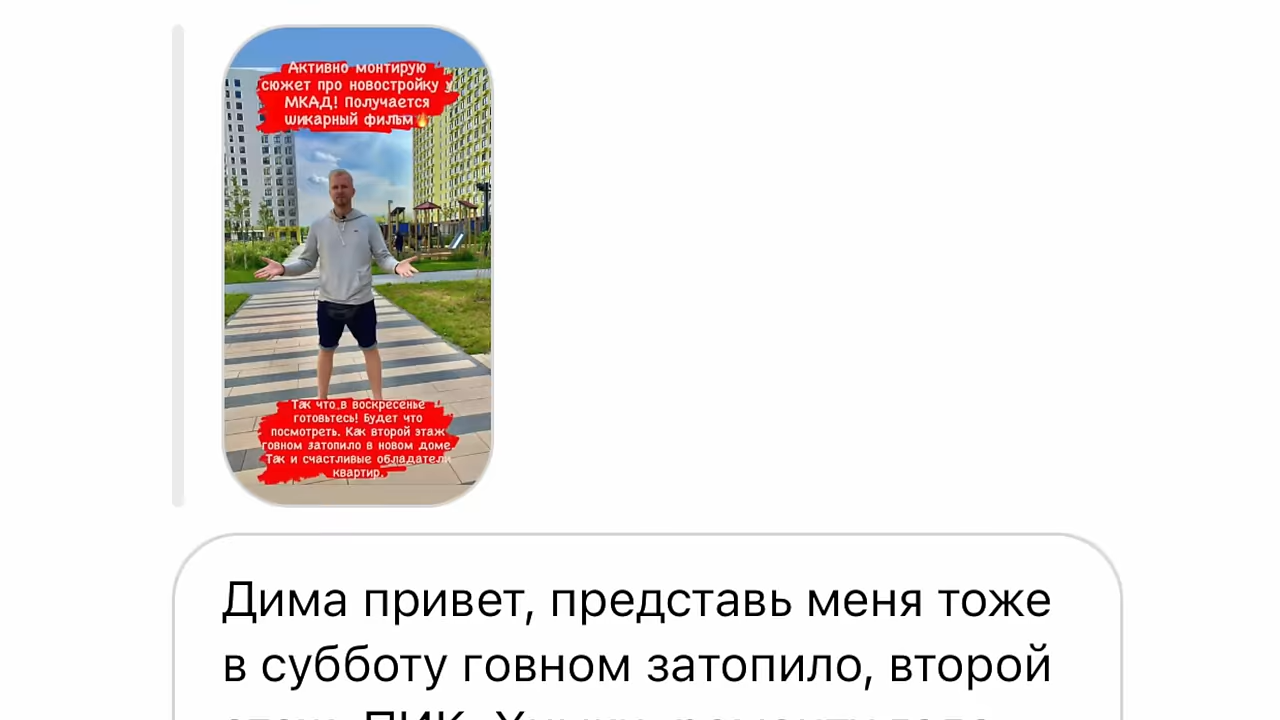 Активно монтирую
сюжет про новостройку у
МКАД! Получается
шикарный фильм🔥
Так что в воскресенье
готовьтесь! Будет что
посмотреть. Как второй этаж
говном затопило в новом доме.
Так и счастливые обладатели
квартир.
Дима привет, представь меня тоже
в субботу говном затопило, второй